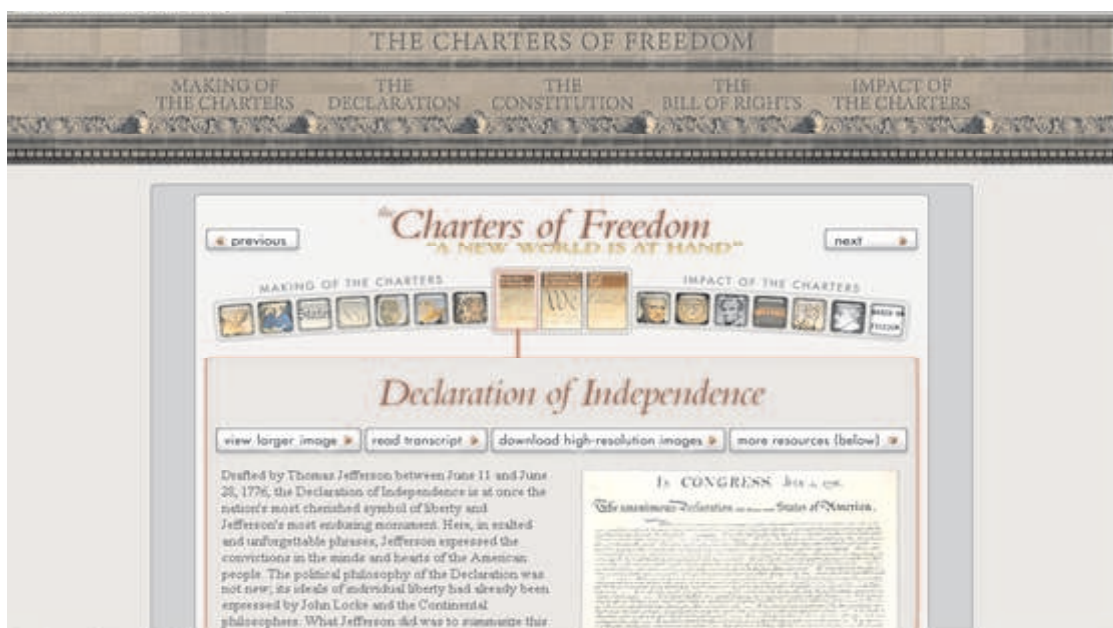 THE CHARTERS OF FREEDOM
MAKING OF
THE CHARTERS
THE
DECLARATION
THE
CONSTITUTION
THE
BILL OF RIGHTS
IMPACT OF
THE CHARTERS
previous
the Charters of Freedom
"A NEW WORLD IS AT HAND"
next
MAKING OF THE CHARTERS
IMPACT OF THE CHARTERS
Declaration of Independence
view larger image
read transcript
download high-resolution images
more resources (below)
Drafted by Thomas Jefferson between June 11 and June
28, 1776, the Declaration of Independence is at once the
nation's most cherished symbol of liberty and
Jefferson's most enduring monument. Here, in exalted
and unforgettable phrases, Jefferson expressed the
convictions in the minds and hearts of the American
people. The political philosophy of the Declaration was
not new; its ideals of individual liberty had already been
expressed by John Locke and the Continental
philosophers. What Jefferson did was to summarize this
IN CONGRESS, July 4, 1776.
The unanimous Declaration States of America.